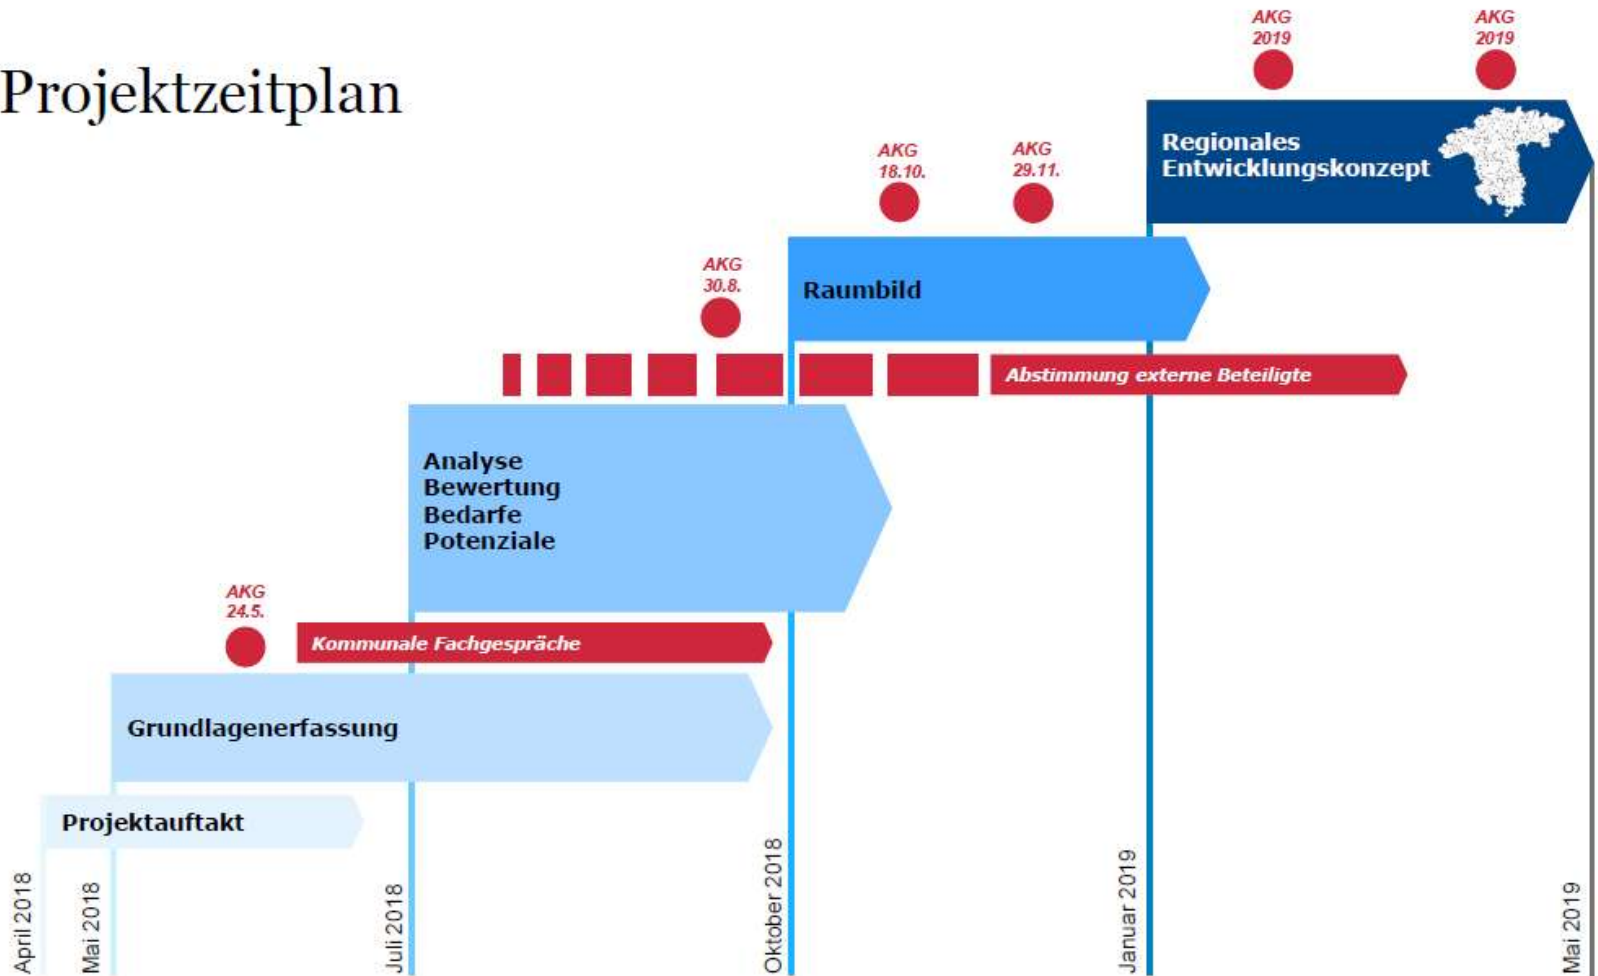 Projektzeitplan
AKG
2019
AKG
2019
Regionales
Entwicklungskonzept
AKG
18.10.
AKG
29.11.
AKG
30.8.
Raumbild
Abstimmung externe Beteiligte
Analyse
Bewertung
Bedarfe
Potenziale
AKG
24.5.
Kommunale Fachgespräche
Grundlagenerfassung
Projektauftakt
April 2018
Mai 2018
Juli 2018
Oktober 2018
Januar 2019
Mai 2019